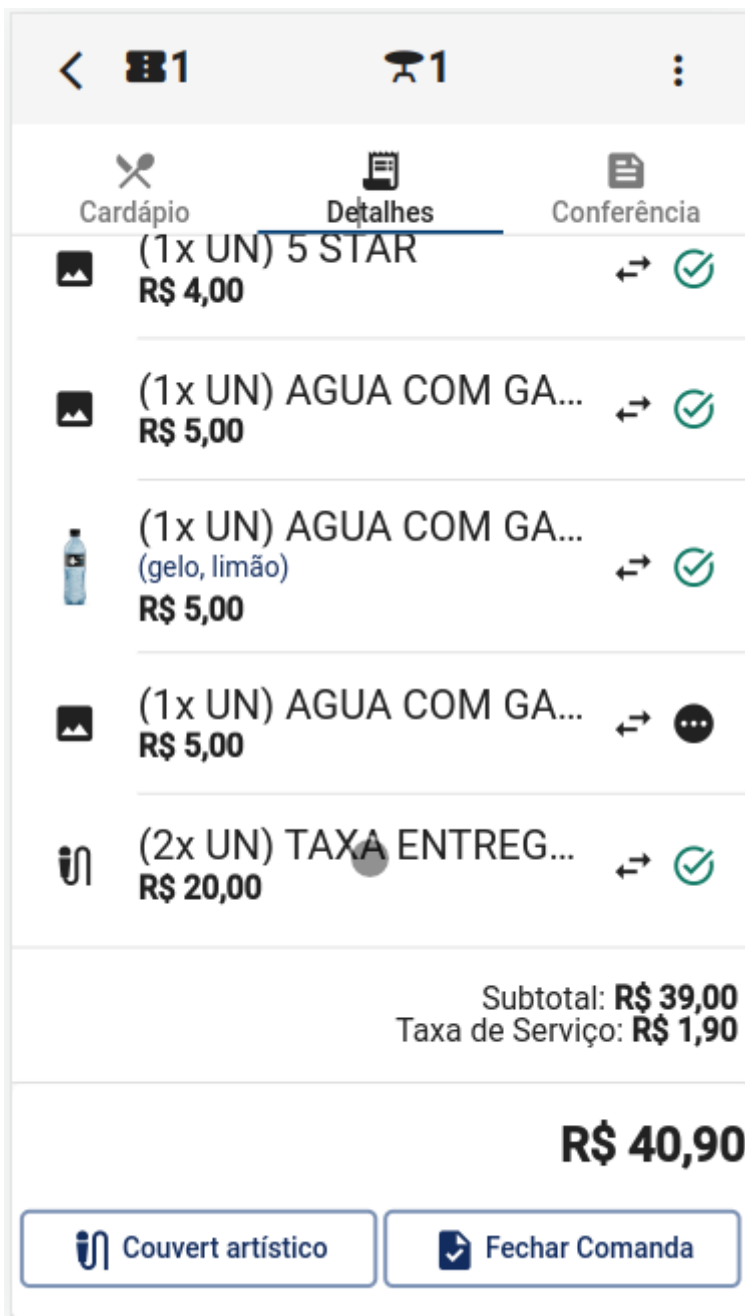 1
1
Cardápio
Detalhes
Conferência
(1x UN) 5 STAR
R$ 4,00
(1x UN) AGUA COM GA...
R$ 5,00
(1x UN) AGUA COM GA...
(gelo, limão)
R$ 5,00
(1x UN) AGUA COM GA...
R$ 5,00
(2x UN) TAXA ENTREG...
R$ 20,00
Subtotal: R$ 39,00
Taxa de Serviço: R$ 1,90
R$ 40,90
Couvert artístico
Fechar Comanda